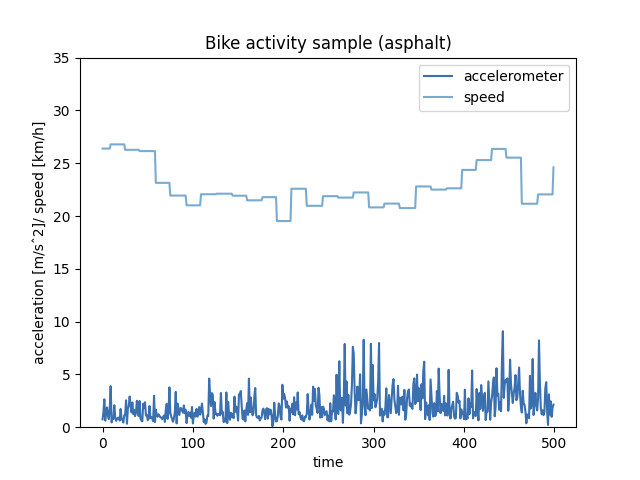 Bike activity sample (asphalt)
accelerometer
speed
acceleration [m/s^2]/ speed [km/h]
35
30
25
20
15
10
5
0
0 100 200 300 400 500
time